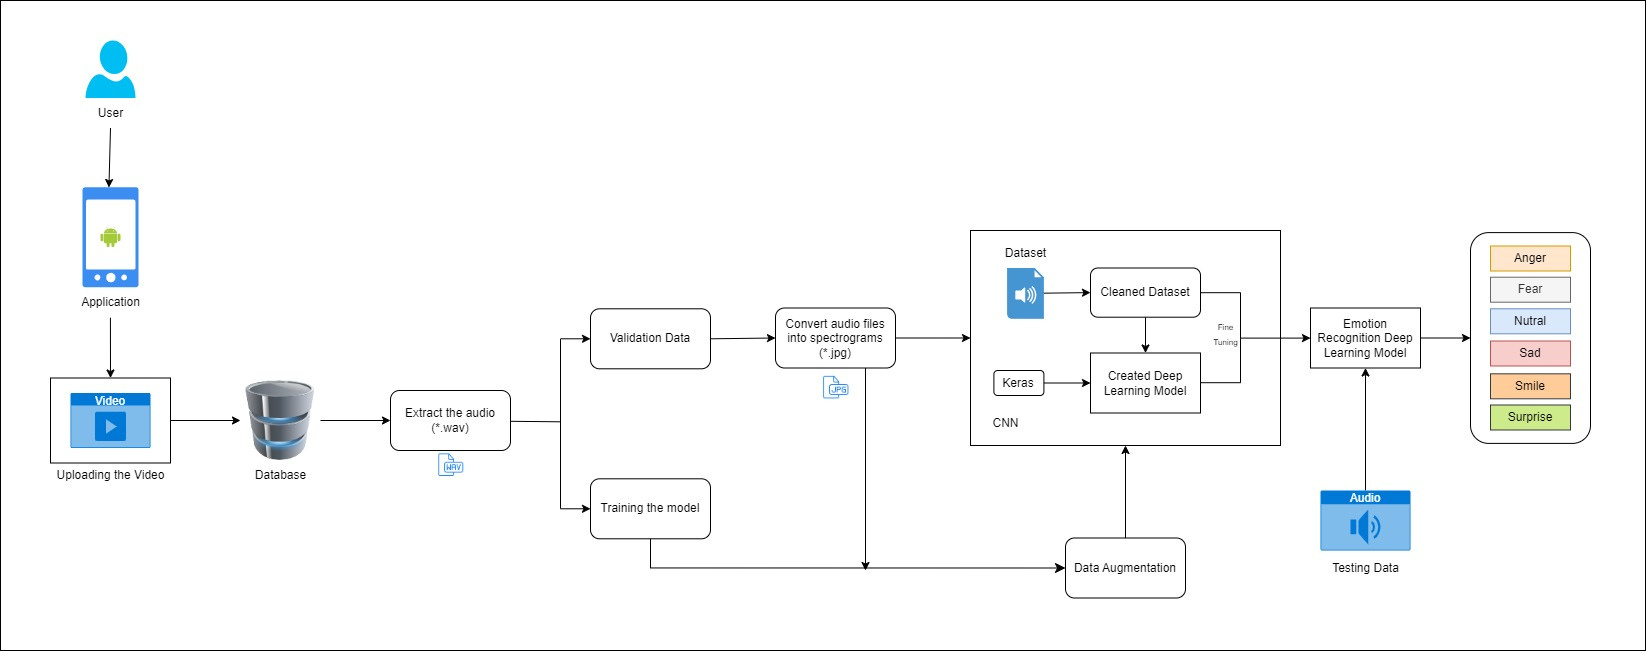 User
Application
Video
Uploading the Video
Database
Extract the audio
(*.wav)
WAV
Validation Data
Training the model
Convert audio files
into spectrograms
(*.jpg)
JPG
Dataset
Cleaned Dataset
Keras
Created Deep
Learning Model
CNN
Fine
Tuning
Data Augmentation
Emotion
Recognition Deep
Learning Model
Audio
Testing Data
Anger
Fear
Nutral
Sad
Smile
Surprise